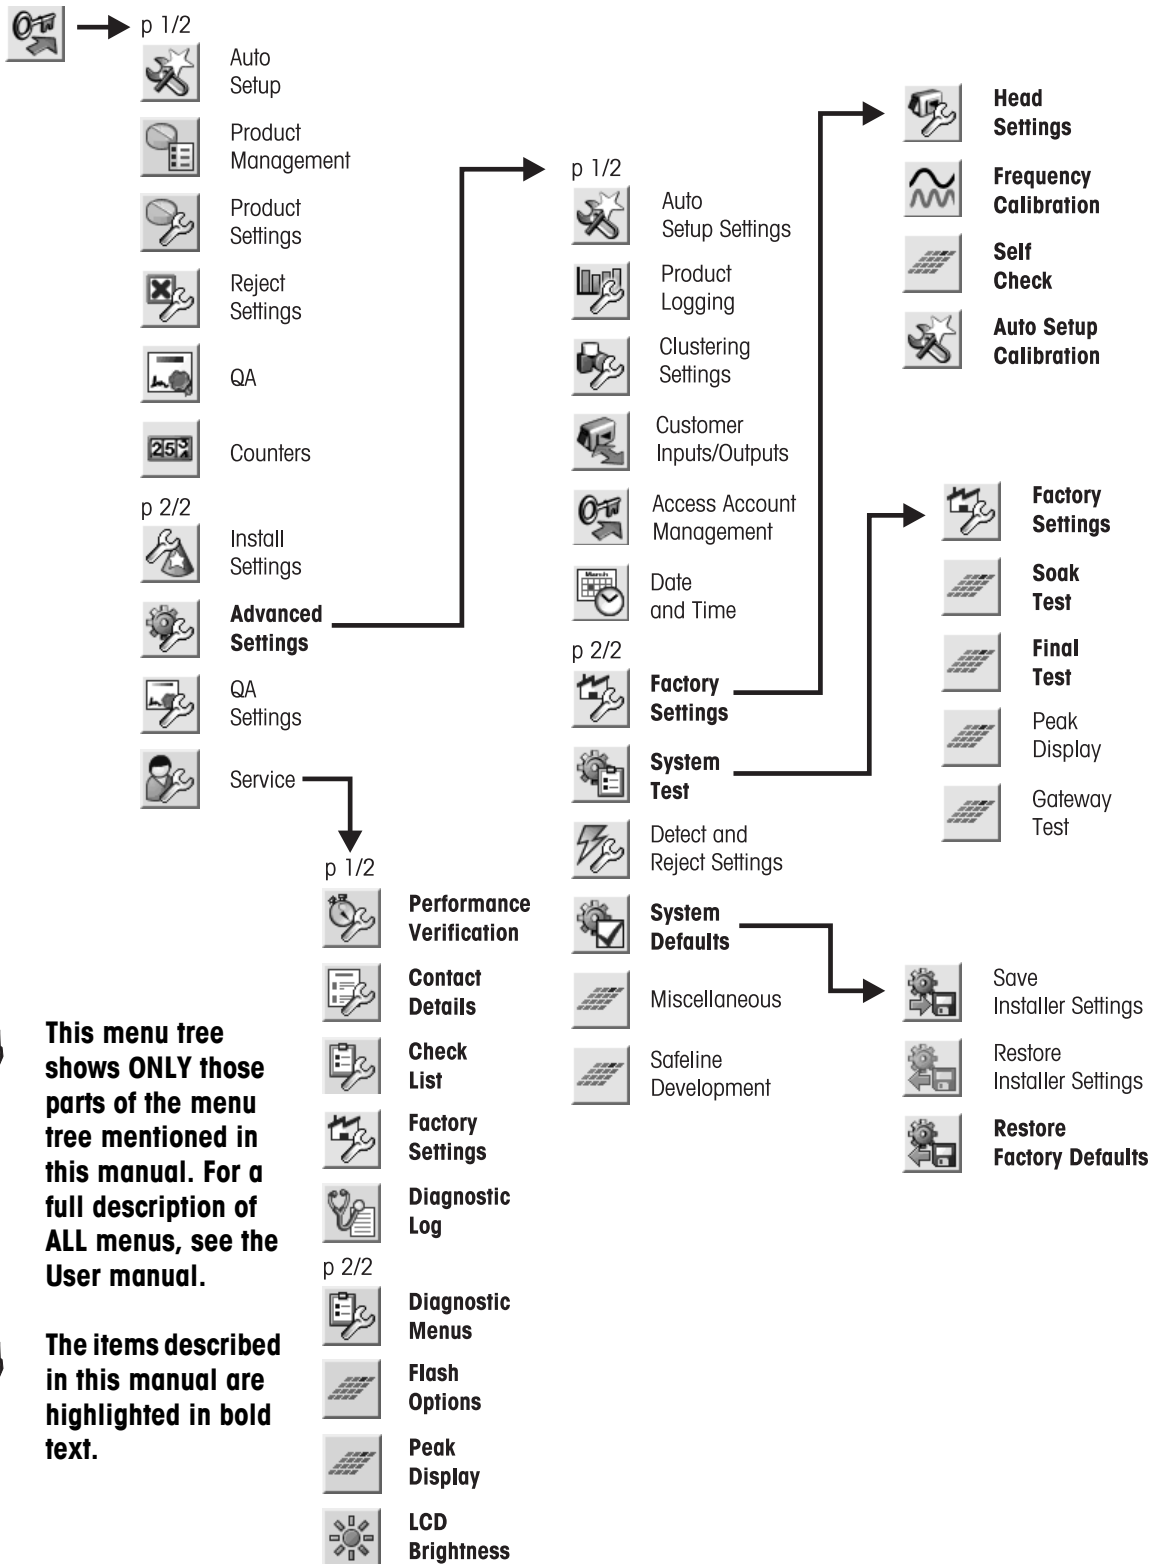 p 1/2
Auto
Setup
Product
Management
Product
Settings
Reject
Settings
QA
Counters
p 2/2
Install
Settings
Advanced
Settings
QA
Settings
Service
p 1/2
Performance
Verification
Contact
Details
Check
List
Factory
Settings
Diagnostic
Log
p 2/2
Diagnostic
Menus
Flash
Options
Peak
Display
LCD
Brightness
p 1/2
Auto
Setup Settings
Product
Logging
Clustering
Settings
Customer
Inputs/Outputs
Access Account
Management
March
Date
and Time
p 2/2
Factory
Settings
System
Test
Detect and
Reject Settings
System
Defaults
Miscellaneous
Safeline
Development
Head
Settings
Frequency
Calibration
Self
Check
Auto Setup
Calibration
Factory
Settings
Soak
Test
Final
Test
Peak
Display
Gateway
Test
Save
Installer Settings
Restore
Installer Settings
Restore
Factory Defaults
This menu tree
shows ONLY those
parts of the menu
tree mentioned in
this manual. For a
full description of
ALL menus, see the
User manual.
The items described
in this manual are
highlighted in bold
text.